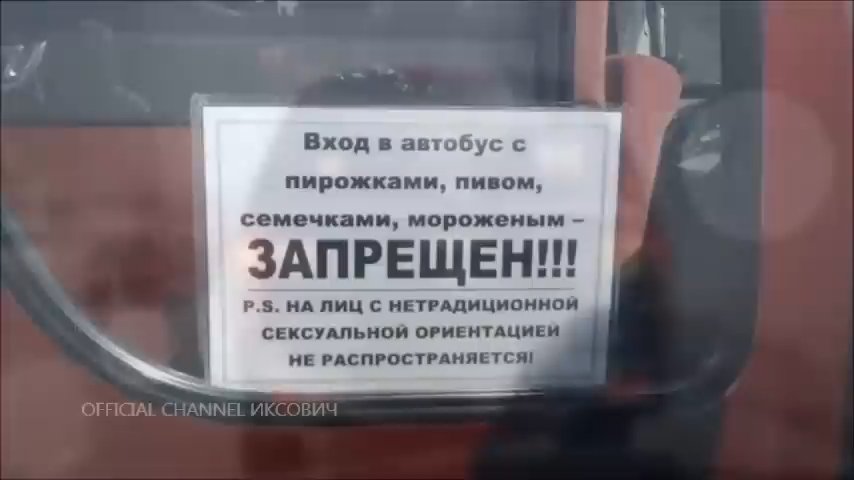 Вход в автобус с
пирожками, пивом,
семечками, мороженым –
ЗАПРЕЩЕН!!!
P.S. НА ЛИЦ С НЕТРАДИЦИОННОЙ
СЕКСУАЛЬНОЙ ОРИЕНТАЦИЕЙ
НЕ РАСПРОСТРАНЯЕТСЯ!
OFFICIAL CHANNEL ИКСОВИЧ